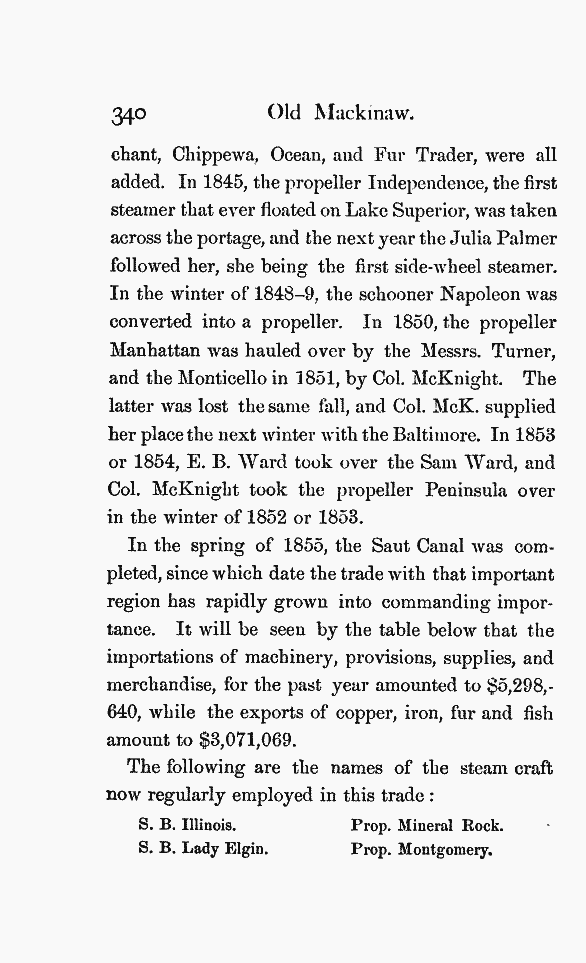 340 Old Mackinaw.
chant, Chippewa, Ocean, and Fur Trader, were all
added. In 1845, the propeller Independence, the first
steamer that ever floated on Lake Superior, was taken
across the portage, and the next year the Julia Palmer
followed her, she being the first side-wheel steamer.
In the winter of 1848–9, the schooner Napoleon was
converted into a propeller. In 1850, the propeller
Manhattan was hauled over by the Messrs. Turner,
and the Monticello in 1851, by Col. McKnight. The
latter was lost the same fall, and Col. McK. supplied
her place the next winter with the Baltimore. In 1853
or 1854, E. B. Ward took over the Sam Ward, and
Col. McKnight took the propeller Peninsula over
in the winter of 1852 or 1853.
In the spring of 1855, the Saut Canal was com-
pleted, since which date the trade with that important
region has rapidly grown into commanding impor-
tance. It will be seen by the table below that the
importations of machinery, provisions, supplies, and
merchandise, for the past year amounted to $5,298,-
640, while the exports of copper, iron, fur and fish
amount to $3,071,069.
The following are the names of the steam craft
now regularly employed in this trade :
S. B. Illinois. Prop. Mineral Rock.
S. B. Lady Elgin. Prop. Montgomery.